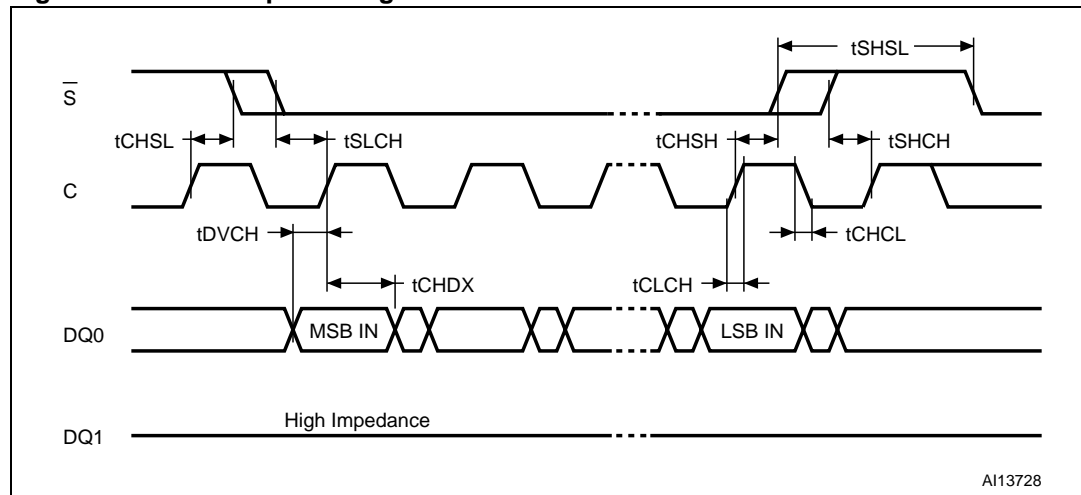 tSHSL
S
tCHSL
tSLCH
tCHSH
tSHCH
C
tDVCH
tCHCL
tCHDX
tCLCH
DQ0
MSB IN
LSB IN
High Impedance
DQ1
AI13728